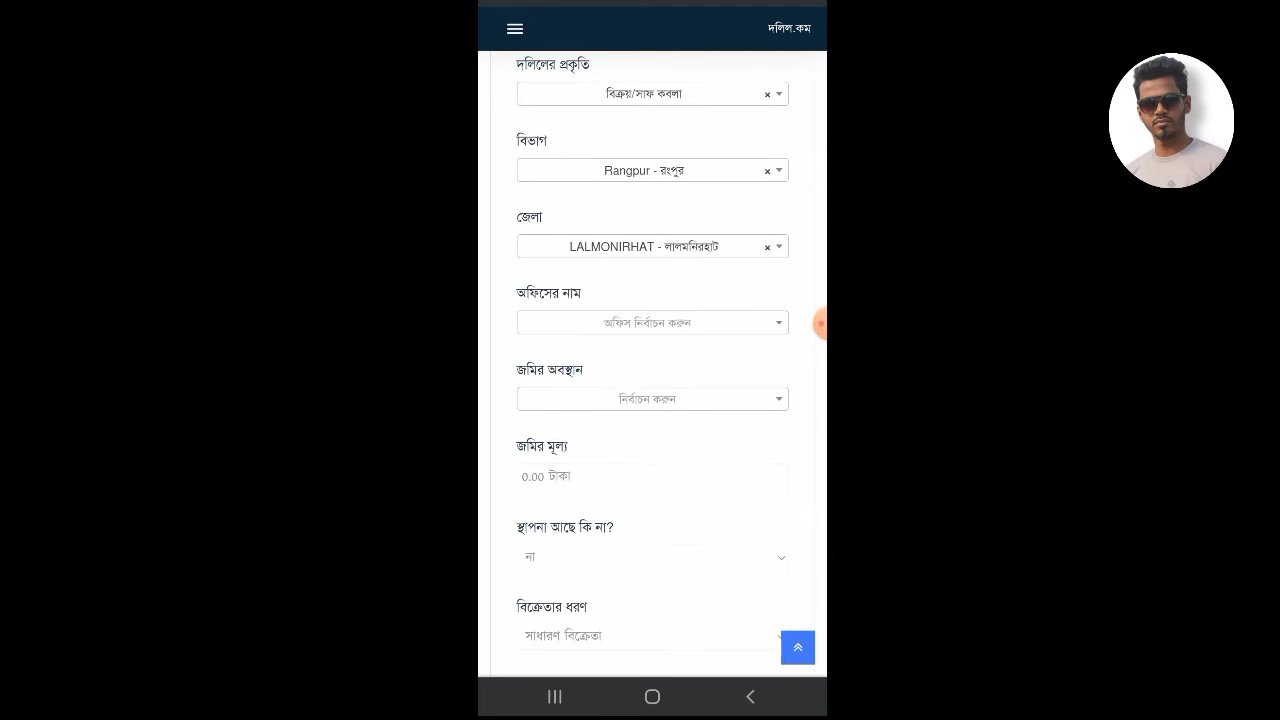 দলিল.কম
দলিলের প্রকৃতি
বিক্রয়/সাফ কবলা ×
বিভাগ
Rangpur - রংপুর ×
জেলা
LALMONIRHAT - লালমনিরহাট ×
অফিসের নাম
অফিস নির্বাচন করুন
জমির অবস্থান
নির্বাচন করুন
জমির মূল্য
0.00 টাকা
স্থাপনা আছে কি না?
না
বিক্রেতার ধরণ
সাধারণ বিক্রেতা